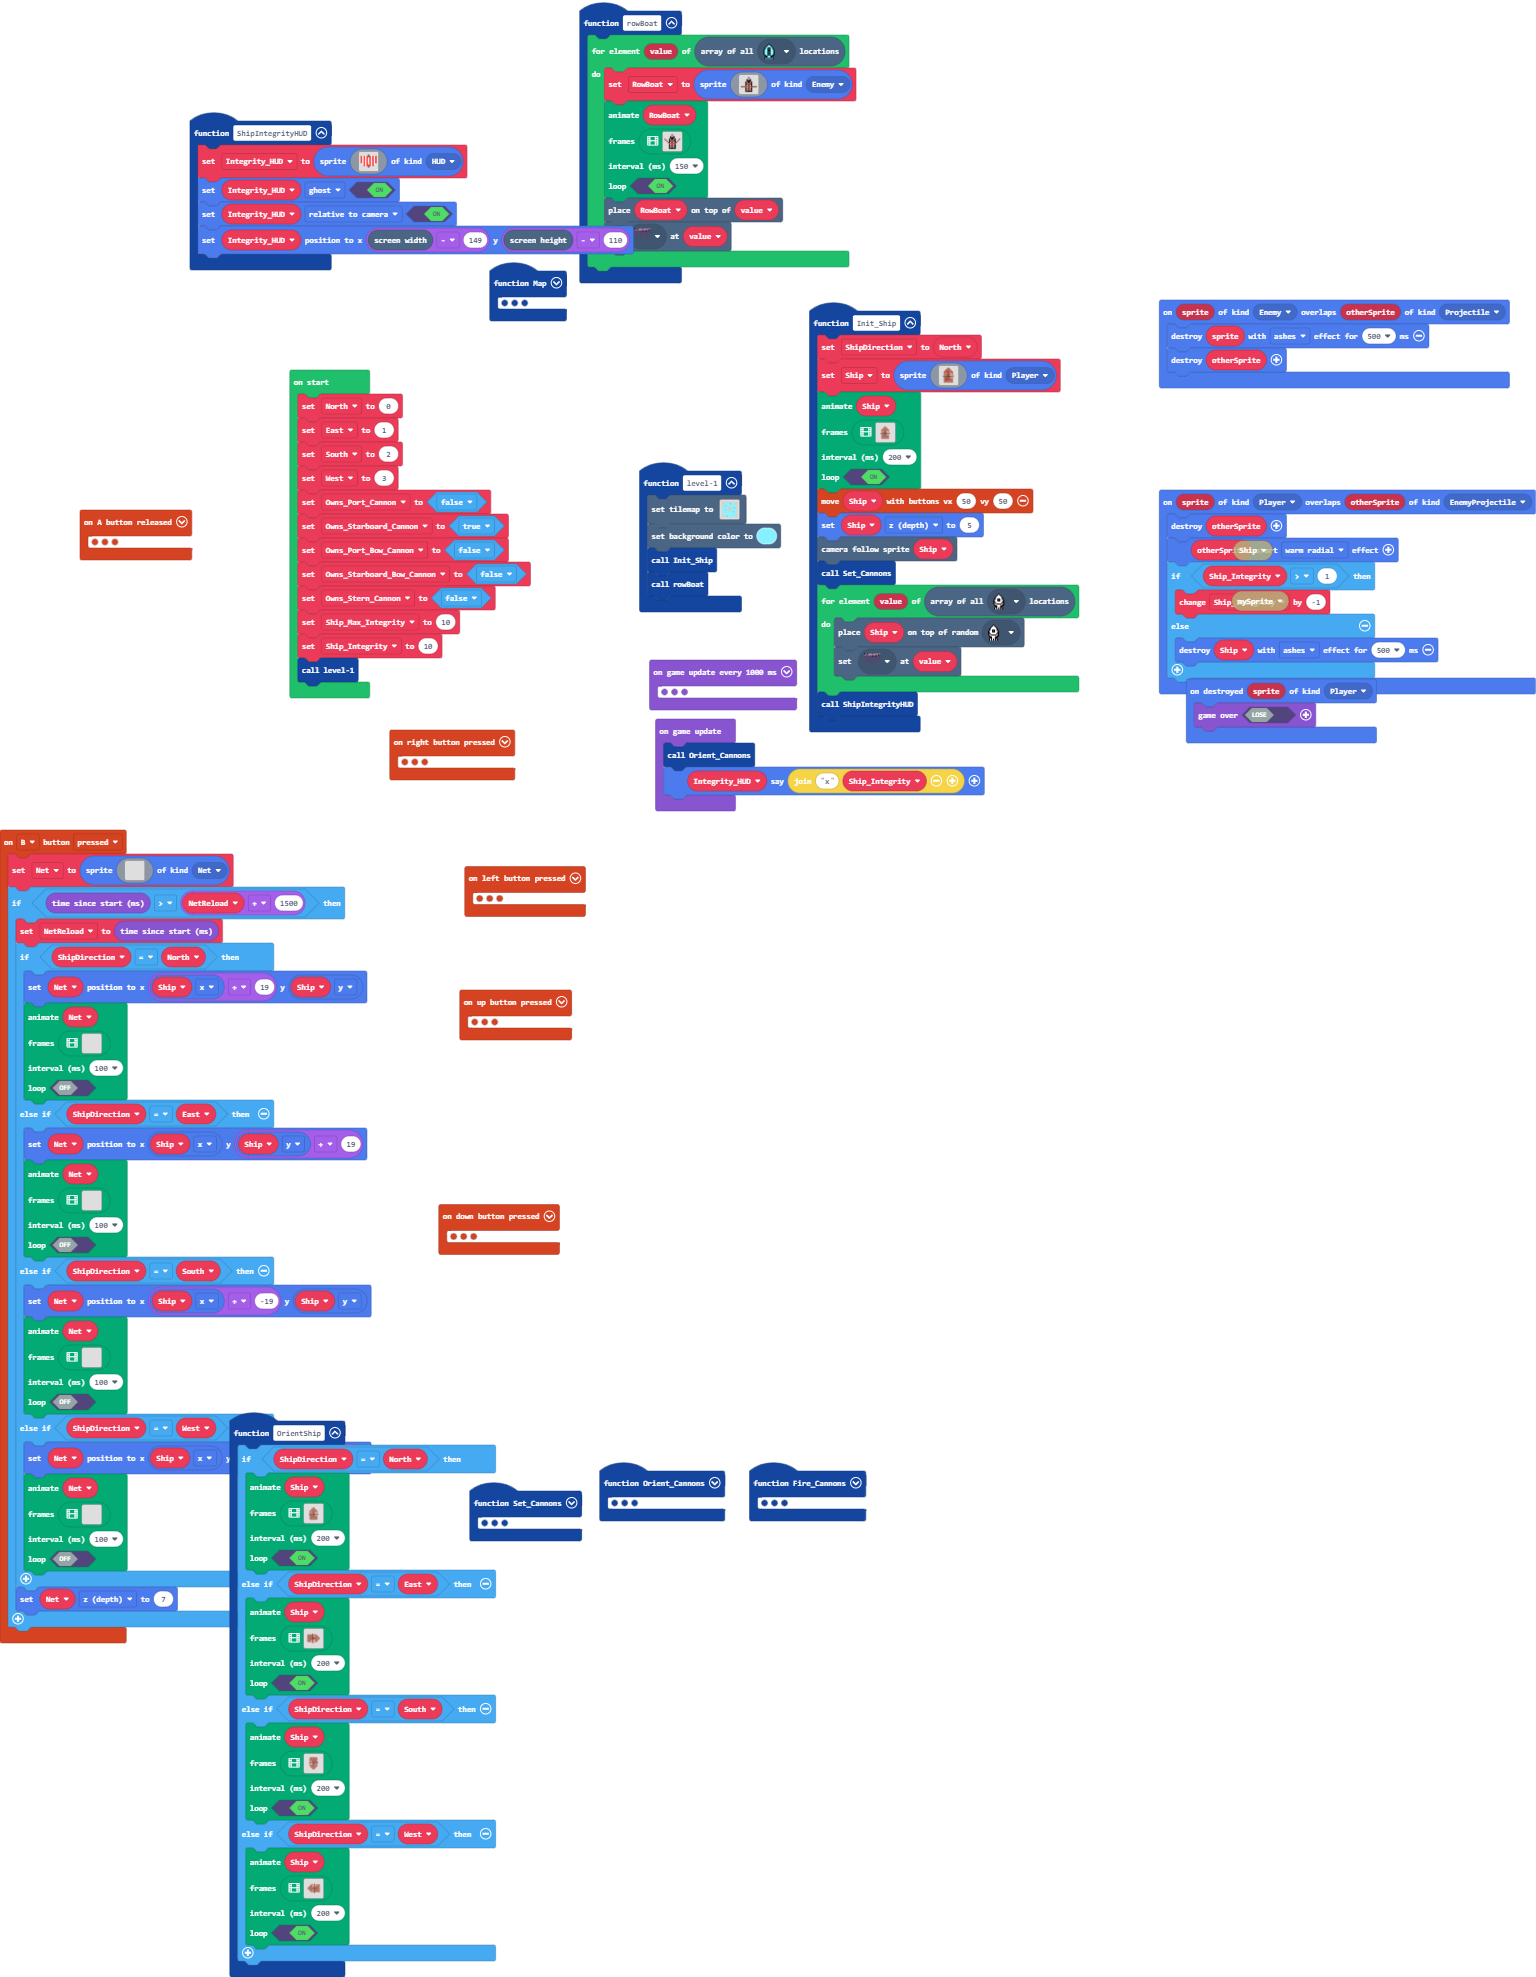 function rowBoat
for element value of array of all locations
do
set RowBoat to sprite of kind Enemy
animate RowBoat
frames
interval (ms) 150
loop ON
place RowBoat on top of value
at value
function ShipIntegrityHUD
set Integrity_HUD to sprite of kind HUD
set Integrity_HUD ghost ON
set Integrity_HUD relative to camera ON
set Integrity_HUD position to x screen width - 149 y screen height - 110
function Map
function Init_Ship
set ShipDirection to North
set Ship to sprite of kind Player
animate Ship
frames
interval (ms) 200
loop ON
move Ship with buttons vx 50 vy 50
set Ship z (depth) to 5
camera follow sprite Ship
call Set_Cannons
for element value of array of all locations
do
place Ship on top of random
set at value
call ShipIntegrityHUD
on sprite of kind Enemy overlaps otherSprite of kind Projectile
destroy sprite with ashes effect for 500 ms
destroy otherSprite
on start
set North to 0
set East to 1
set South to 2
set West to 3
set Owns_Port_Cannon to false
set Owns_Starboard_Cannon to true
set Owns_Port_Bow_Cannon to false
set Owns_Starboard_Bow_Cannon to false
set Owns_Stern_Cannon to false
set Ship_Max_Integrity to 10
set Ship_Integrity to 10
call level-1
function level-1
set tilemap to
set background color to
call Init_Ship
call rowBoat
on A button released
on sprite of kind Player overlaps otherSprite of kind EnemyProjectile
destroy otherSprite
otherSpr Ship t warm radial effect
if Ship_Integrity > 1 then
change Ship mySprite by -1
else
destroy Ship with ashes effect for 500 ms
on destroyed sprite of kind Player
game over LOSE
on game update every 1000 ms
on game update
call Orient_Cannons
Integrity_HUD say join "x" Ship_Integrity
on right button pressed
on B button pressed
set Net to sprite of kind Net
if time since start (ms) > NetReload + 1500 then
set NetReload to time since start (ms)
if ShipDirection = North then
set Net position to x Ship x + 19 y Ship y
animate Net
frames
interval (ms) 100
loop OFF
else if ShipDirection = East then
set Net position to x Ship x y Ship y + 19
animate Net
frames
interval (ms) 100
loop OFF
else if ShipDirection = South then
set Net position to x Ship x + -19 y Ship y
animate Net
frames
interval (ms) 100
loop OFF
else if ShipDirection = West
set Net position to x Ship x y
animate Net
frames
interval (ms) 100
loop OFF
set Net z (depth) to 7
on left button pressed
on up button pressed
on down button pressed
function OrientShip
if ShipDirection = North then
animate Ship
frames
interval (ms) 200
loop ON
else if ShipDirection = East then
animate Ship
frames
interval (ms) 200
loop ON
else if ShipDirection = South then
animate Ship
frames
interval (ms) 200
loop ON
else if ShipDirection = West then
animate Ship
frames
interval (ms) 200
loop ON
function Set_Cannons
function Orient_Cannons
function Fire_Cannons